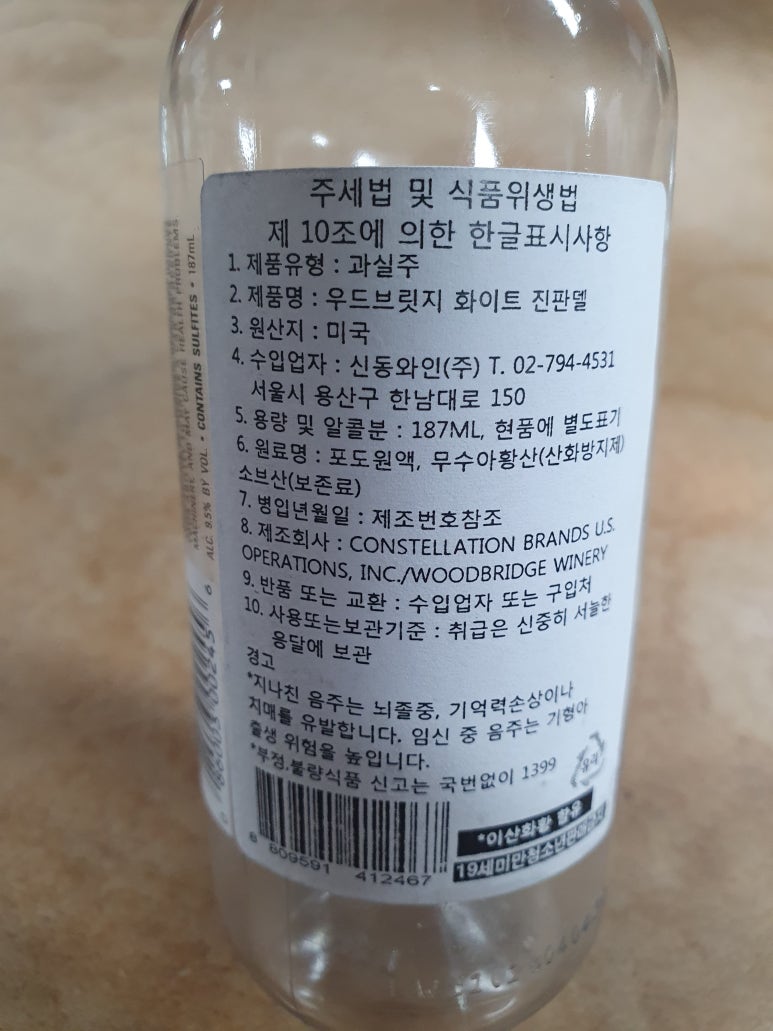 주세법 및 식품위생법
제 10조에 의한 한글표시사항
1. 제품유형 : 과실주
2. 제품명 : 우드브릿지 화이트 진판델
3. 원산지 : 미국
4. 수입업자 : 신동와인(주) T. 02-794-4531
서울시 용산구 한남대로 150
5. 용량 및 알콜분 : 187ML, 현품에 별도표기
6. 원료명 : 포도원액, 무수아황산(산화방지제)
소브산(보존료)
7. 병입년월일 : 제조번호참조
8. 제조회사 : CONSTELLATION BRANDS U.S.
OPERATIONS, INC./WOODBRIDGE WINERY
9. 반품 또는 교환 : 수입업자 또는 구입처
10. 사용또는보관기준 : 취급은 신중히 서늘한
응달에 보관
경고
*지나친 음주는 뇌졸중, 기억력손상이나
치매를 유발합니다. 임신 중 음주는 기형아
출생 위험을 높입니다.
*부정,불량식품 신고는 국번없이 1399
유리
*이산화황 함유
19세미만청소년판매금지
8 809591 412467
MACHINERY, AND MAY CAUSE HEALTH PROBLEMS.
ALC. 9.5% BY VOL. • CONTAINS SULFITES • 187mL